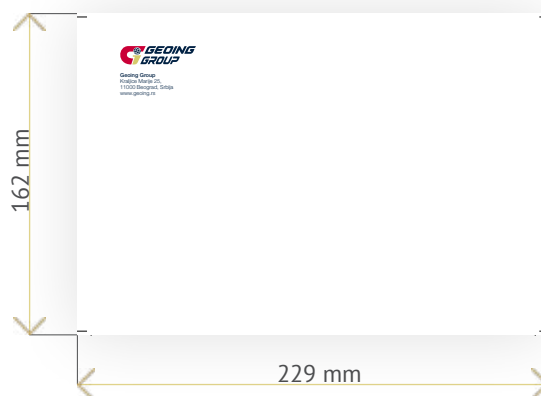 GEOING
GROUP
Geoing Group
Kraljice Marije 25,
11000 Beograd, Srbija
www.geoing.rs
162 mm
229 mm